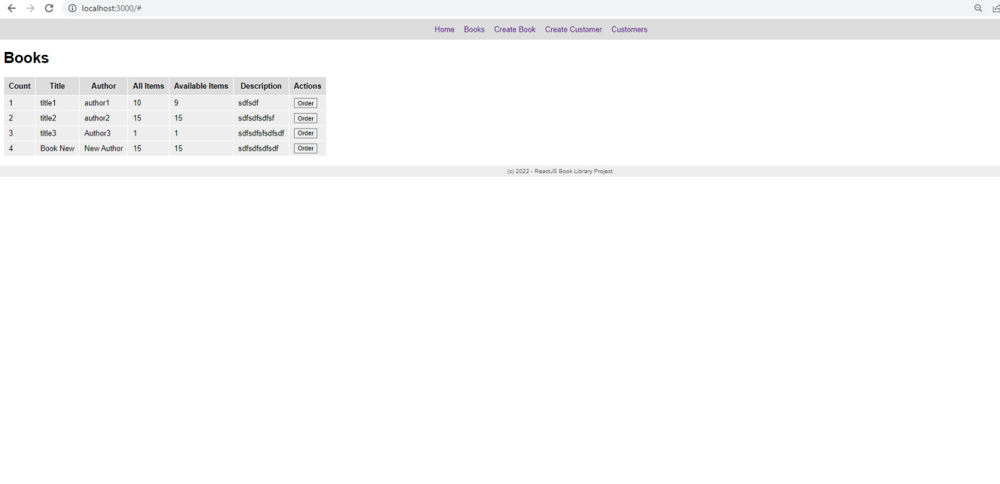 localhost:3000/#
Home Books Create Book Create Customer Customers
Books
Count Title Author All Items Available Items Description Actions
1 title1 author1 10 9 sdfsdf Order
2 title2 author2 15 15 sdfsdfsdfsf Order
3 title3 Author3 1 1 sdfsdfsfsdfsdf Order
4 Book New New Author 15 15 sdfsdfsdfsdf Order
(c) 2022 - ReactJS Book Library Project